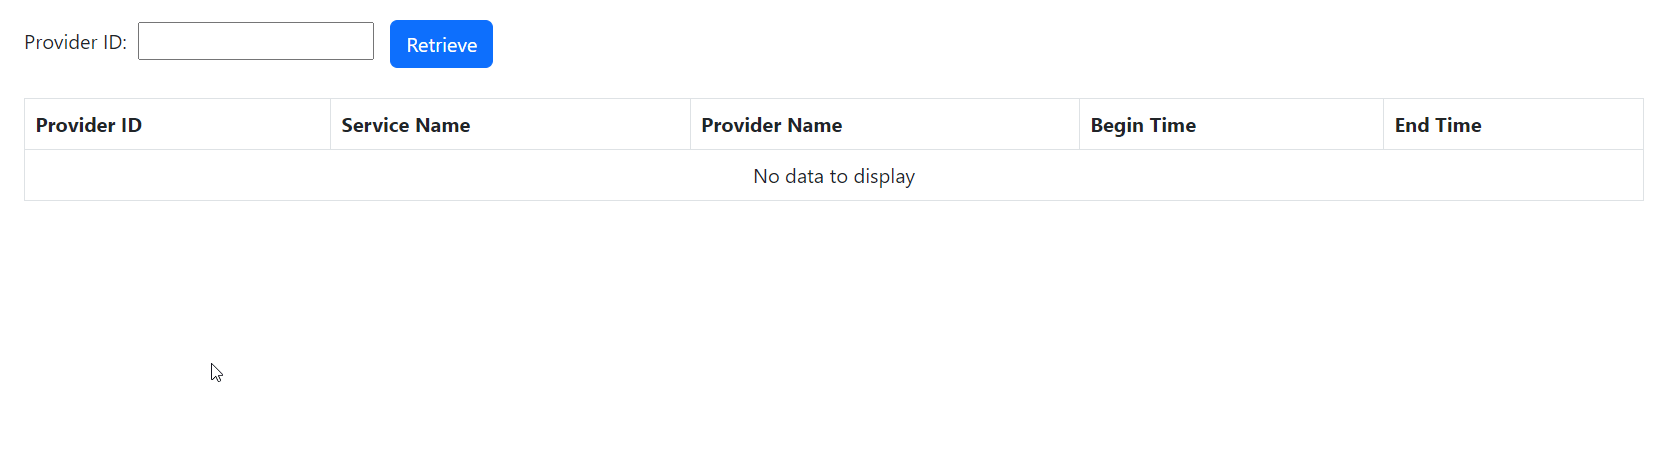 Provider ID: Retrieve
Provider ID Service Name Provider Name Begin Time End Time
No data to display